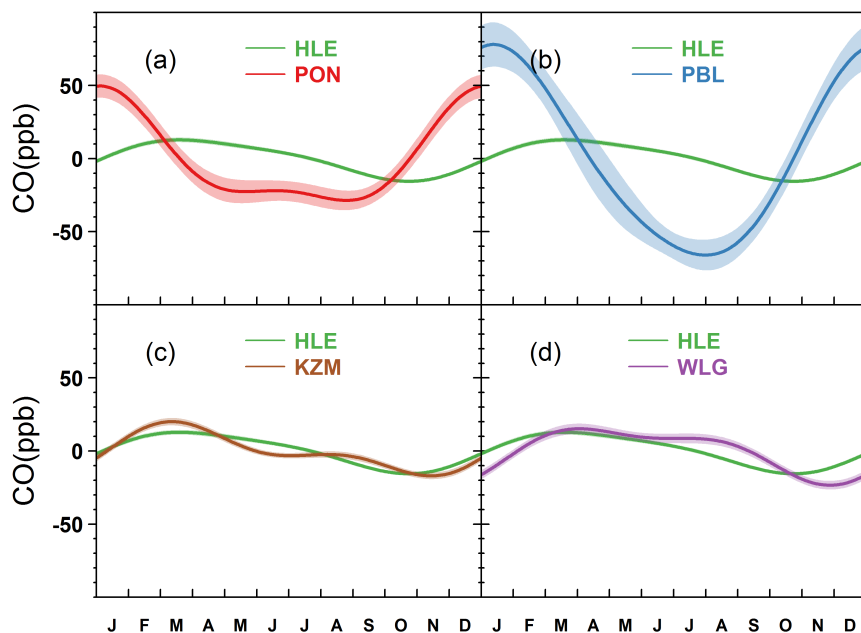 (a)
HLE
PON
(b)
HLE
PBL
50
0
-50
CO(ppb)
(c)
HLE
KZM
(d)
HLE
WLG
50
0
-50
CO(ppb)
J F M A M J J A S O N D
J F M A M J J A S O N D